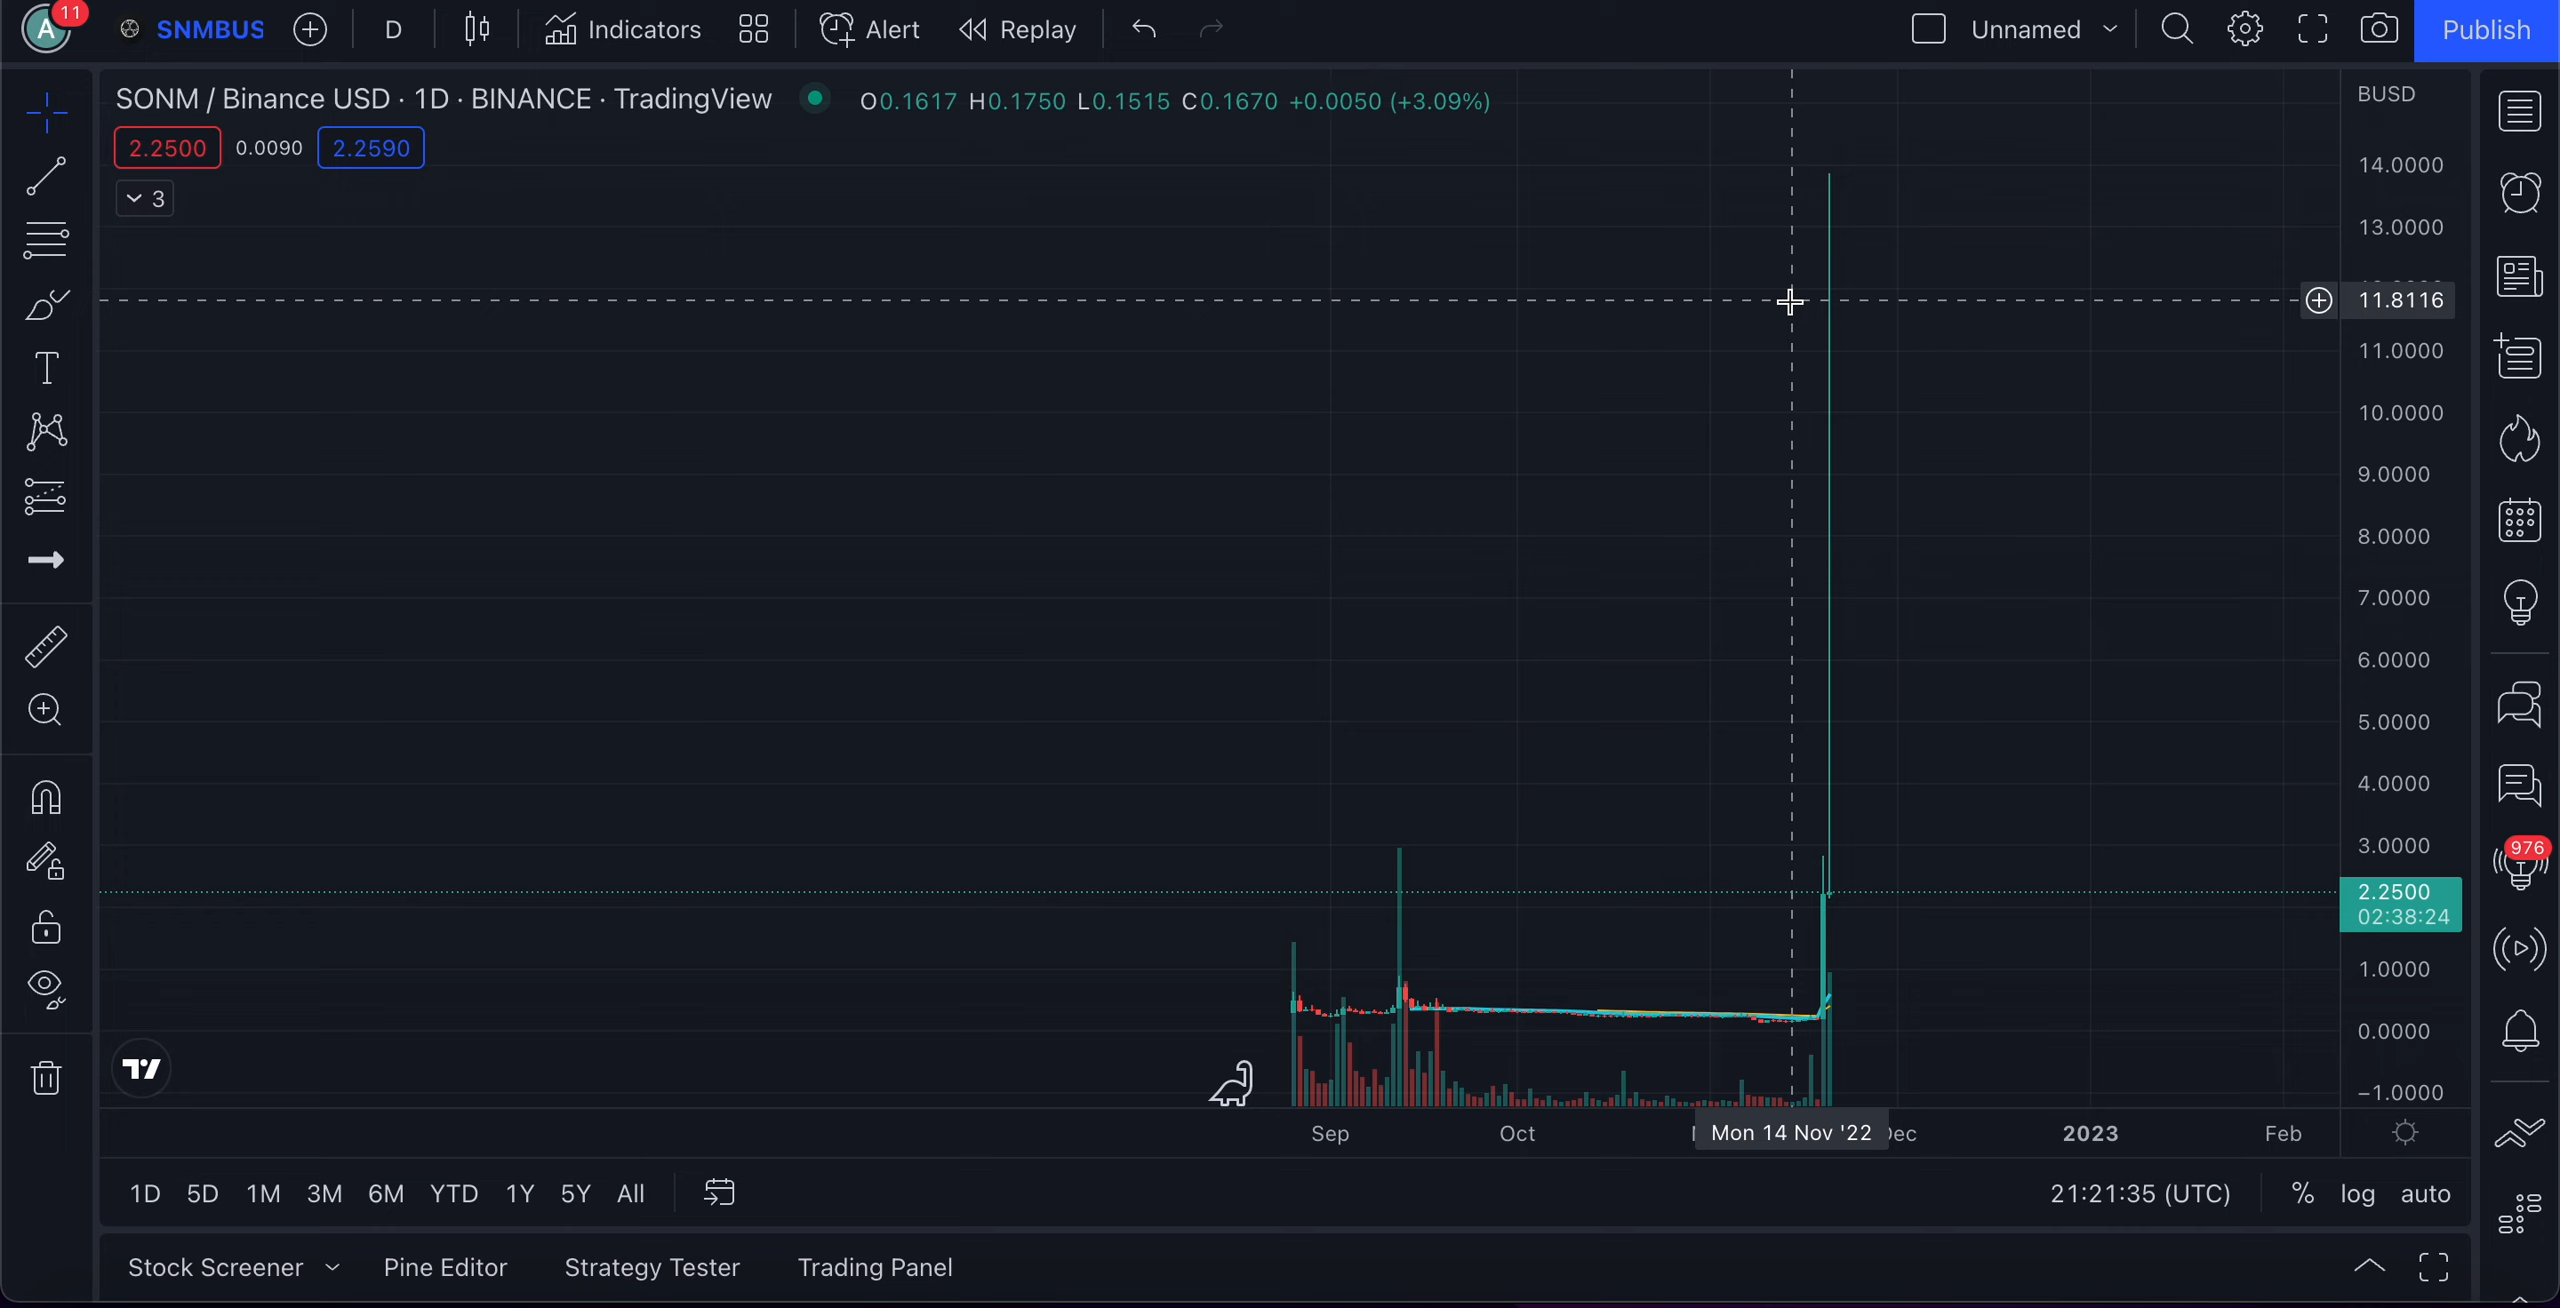 A 11 SNMBUS D Indicators Alert Replay Unnamed Publish
SONM / Binance USD · 1D · BINANCE · TradingView O0.1617 H0.1750 L0.1515 C0.1670 +0.0050 (+3.09%)
BUSD
2.2500 0.0090 2.2590
3
14.0000
13.0000
11.8116
11.0000
10.0000
9.0000
8.0000
7.0000
6.0000
5.0000
4.0000
3.0000
976
2.2500
02:38:24
1.0000
0.0000
−1.0000
Sep Oct Mon 14 Nov '22 2023 Feb
1D 5D 1M 3M 6M YTD 1Y 5Y All 21:21:35 (UTC) % log auto
Stock Screener Pine Editor Strategy Tester Trading Panel